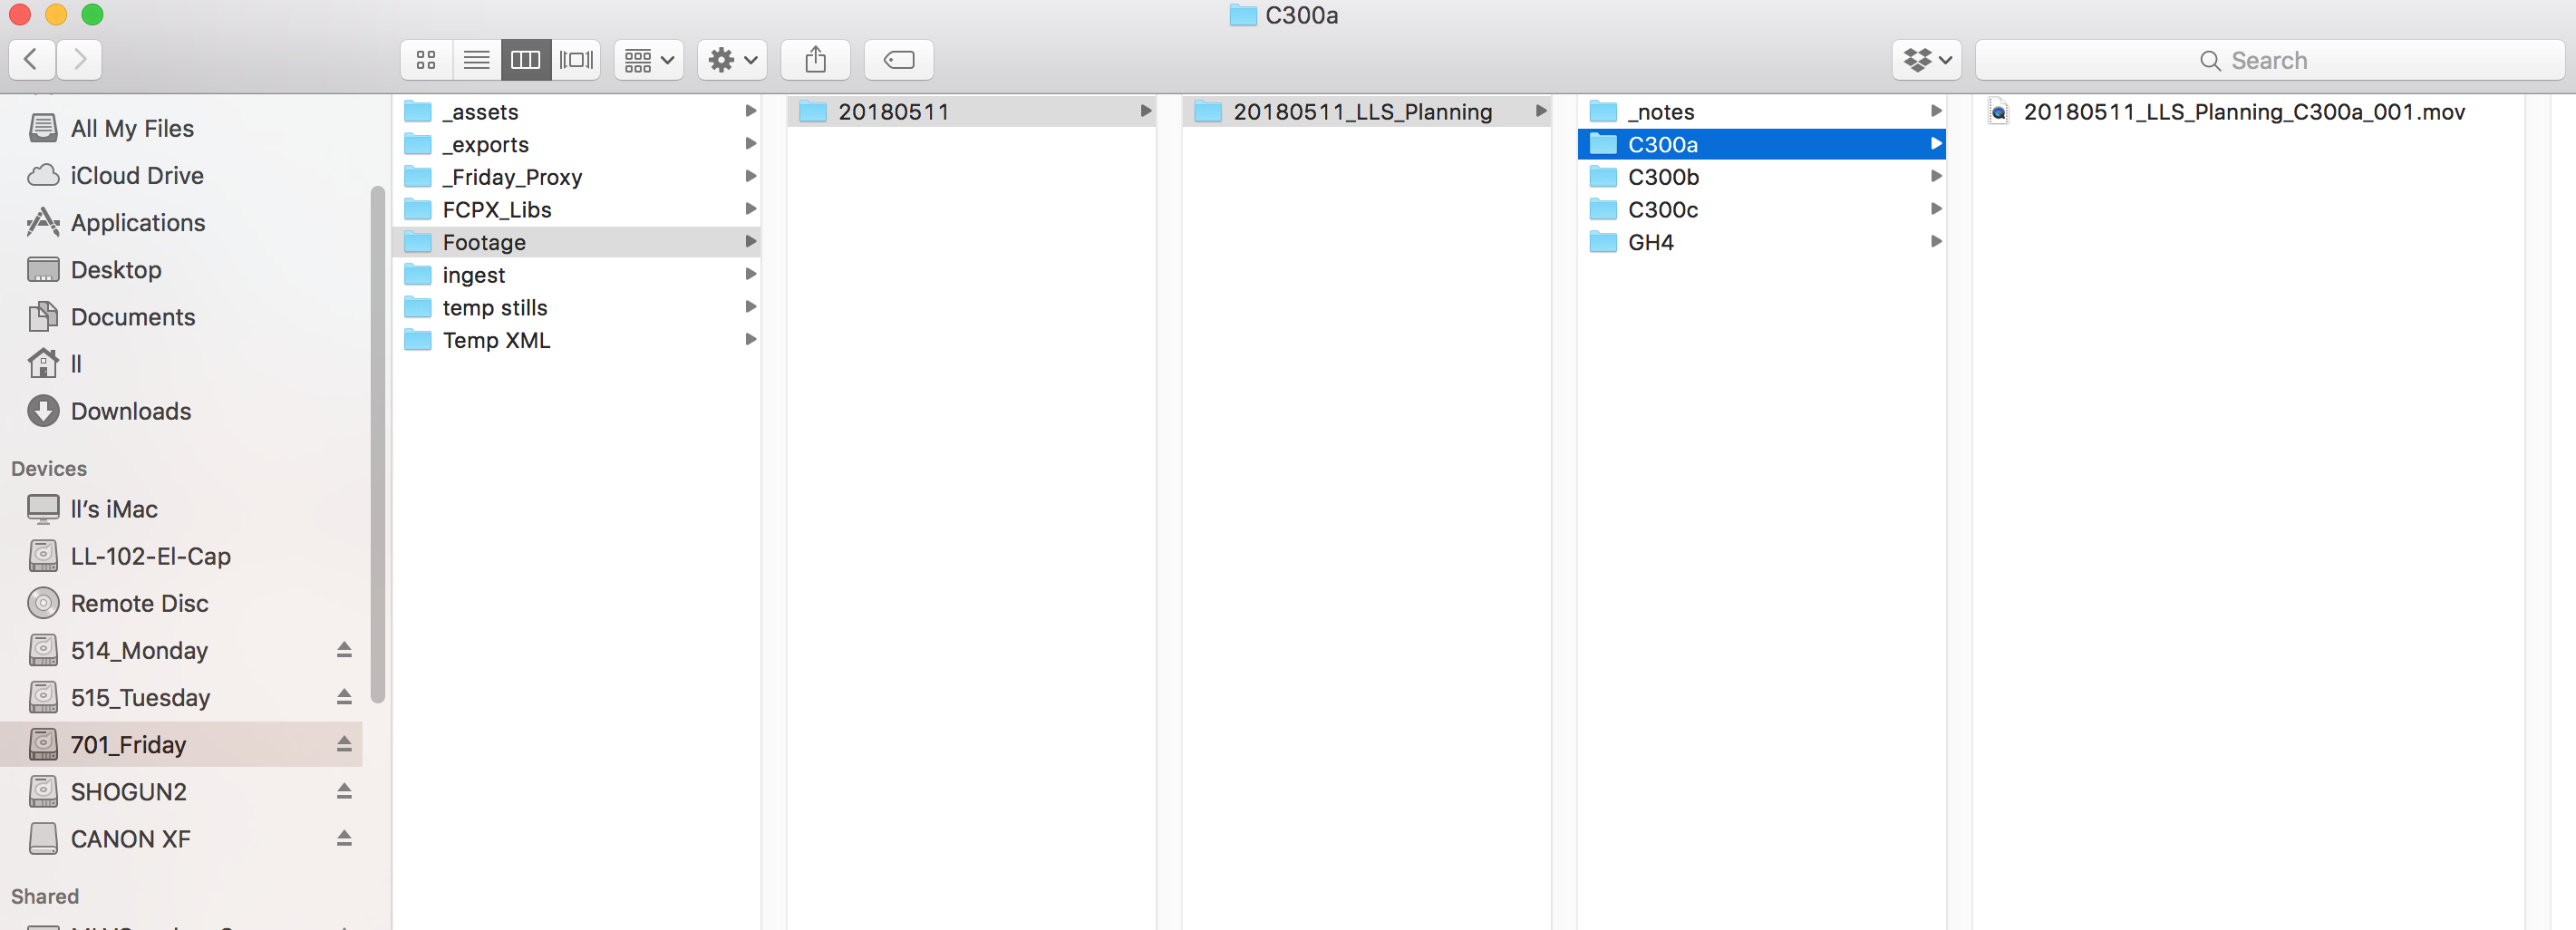 C300a
Search
All My Files
iCloud Drive
Applications
Desktop
Documents
ll
Downloads
Devices
ll’s iMac
LL-102-El-Cap
Remote Disc
514_Monday
515_Tuesday
701_Friday
SHOGUN2
CANON XF
Shared
_assets
_exports
_Friday_Proxy
FCPX_Libs
Footage
ingest
temp stills
Temp XML
20180511
20180511_LLS_Planning
_notes
C300a
C300b
C300c
GH4
20180511_LLS_Planning_C300a_001.mov